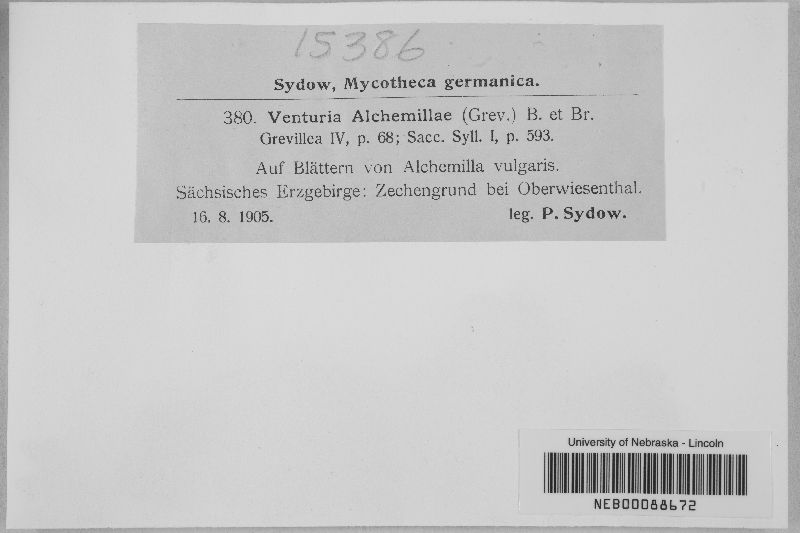 15386
Sydow, Mycotheca germanica.
380. Venturia Alchemillae (Grev.) B. et Br.
Grevillea IV, p. 68; Sacc. Syll. I, p. 593.
Auf Blättern von Alchemilla vulgaris.
Sächsisches Erzgebirge: Zechengrund bei Oberwiesenthal.
16. 8. 1905. leg. P. Sydow.
University of Nebraska - Lincoln
NEB00088672